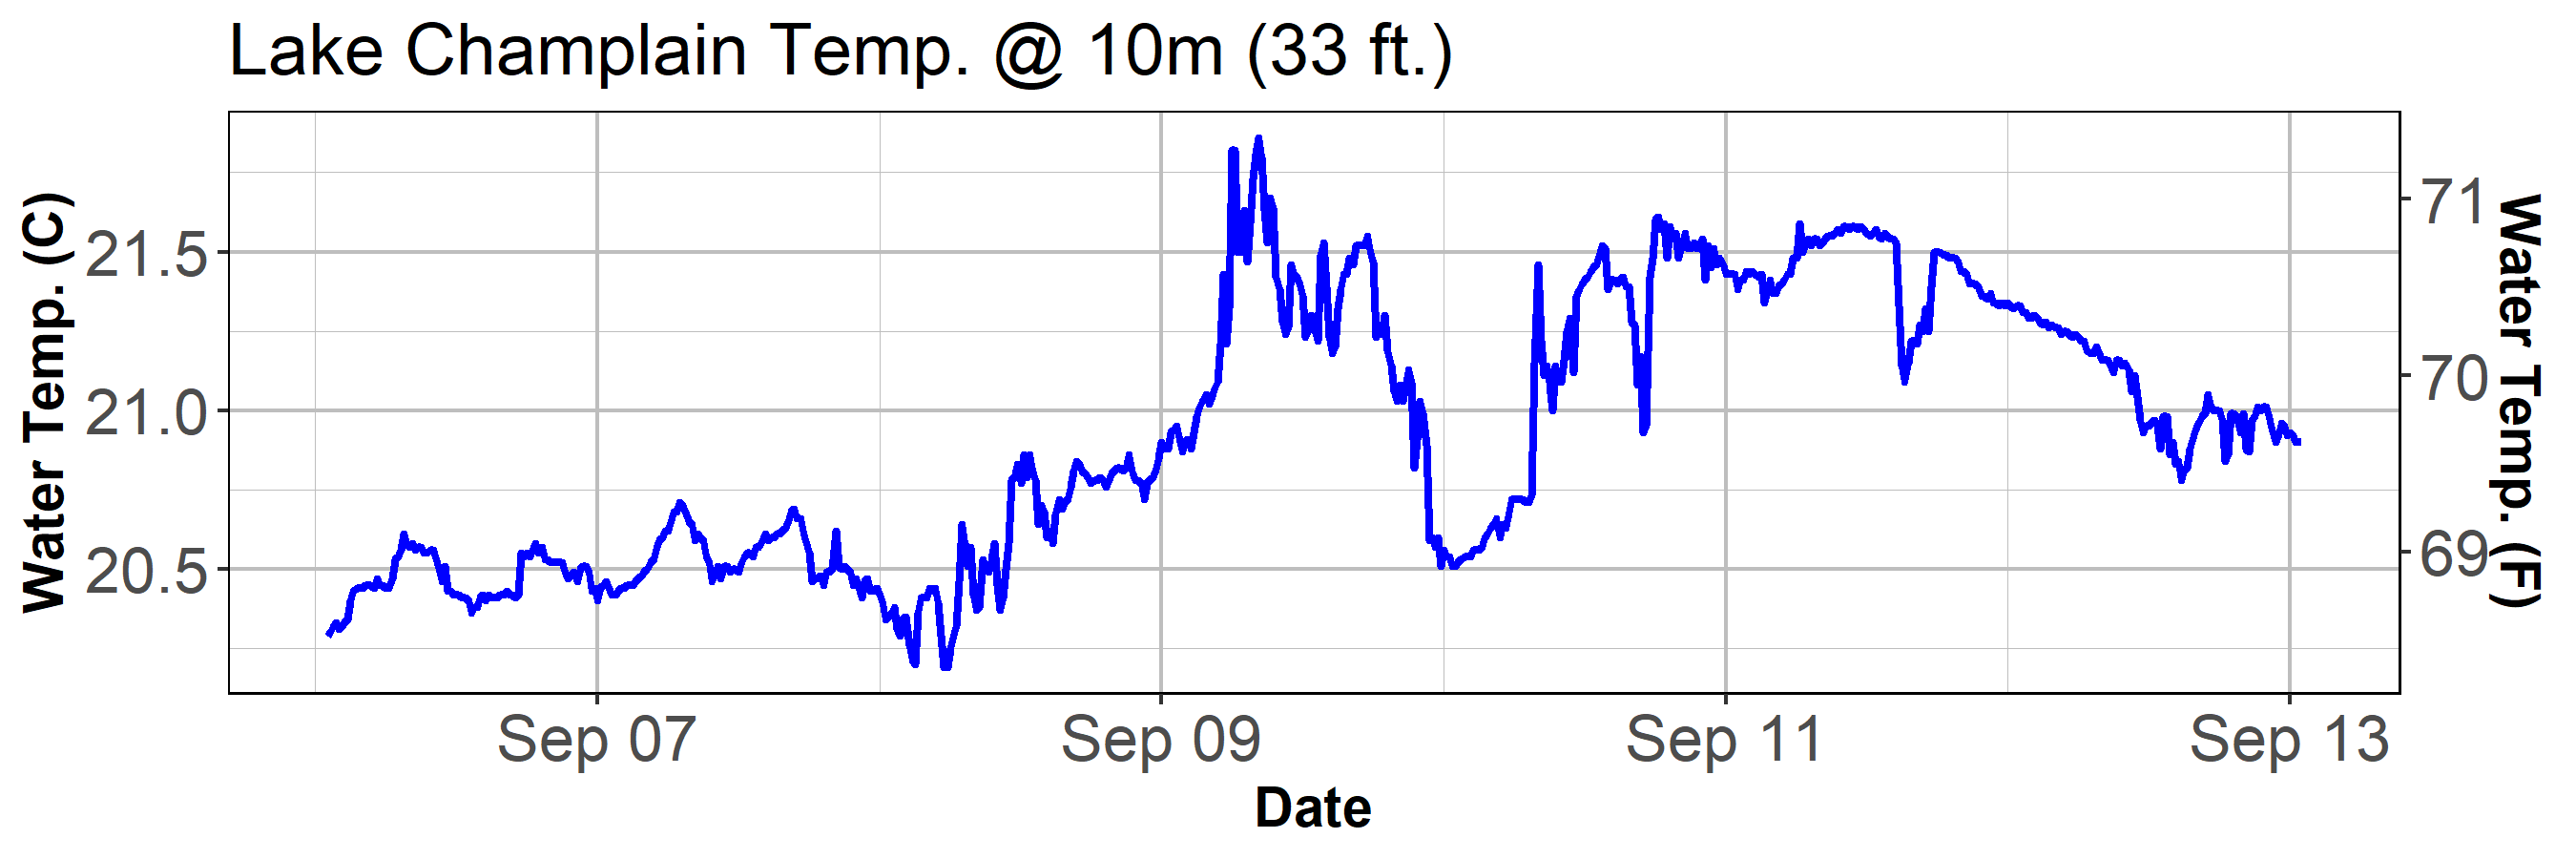 Lake Champlain Temp. @ 10m (33 ft.)
Water Temp. (C)
21.5
21.0
20.5
71
70
69
Water Temp. (F)
Sep 07
Sep 09
Sep 11
Sep 13
Date